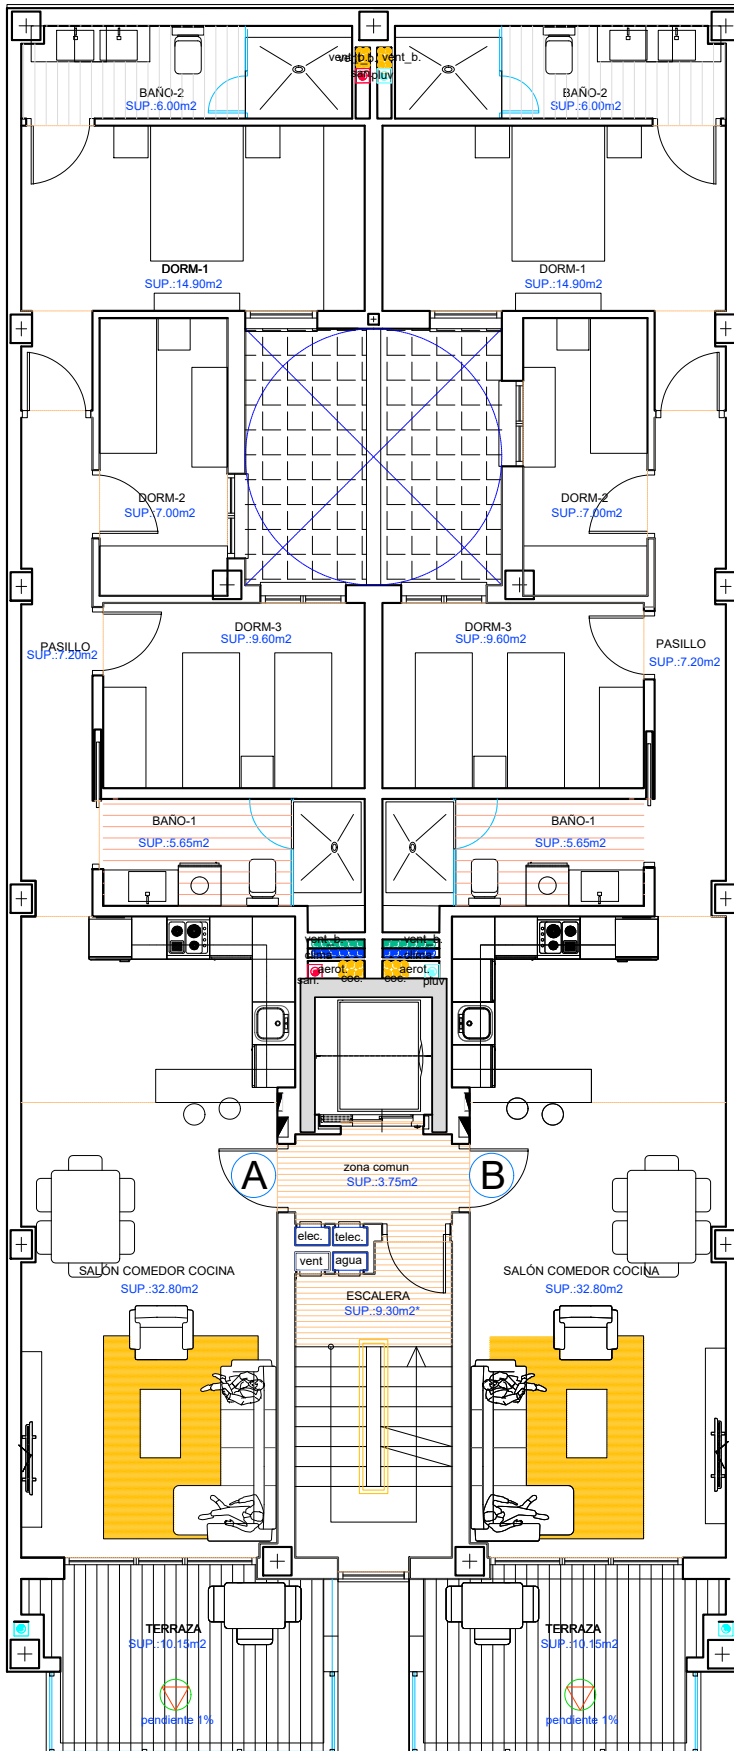 vent_b.
vent_b.
san.
pluv
BAÑO-2
SUP.:6.00m2
BAÑO-2
SUP.:6.00m2
DORM-1
SUP.:14.90m2
DORM-1
SUP.:14.90m2
DORM-2
SUP.:7.00m2
DORM-2
SUP.:7.00m2
DORM-3
SUP.:9.60m2
DORM-3
SUP.:9.60m2
PASILLO
SUP.:7.20m2
PASILLO
SUP.:7.20m2
BAÑO-1
SUP.:5.65m2
BAÑO-1
SUP.:5.65m2
vent_b.
vent_b.
clima
aerot.
aerot.
san.
coc.
coc.
pluv
A
zona comun
SUP.:3.75m2
B
elec.
telec.
vent
agua
SALÓN COMEDOR COCINA
SUP.:32.80m2
ESCALERA
SUP.:9.30m2*
SALÓN COMEDOR COCINA
SUP.:32.80m2
TERRAZA
SUP.:10.15m2
TERRAZA
SUP.:10.15m2
pendiente 1%
pendiente 1%